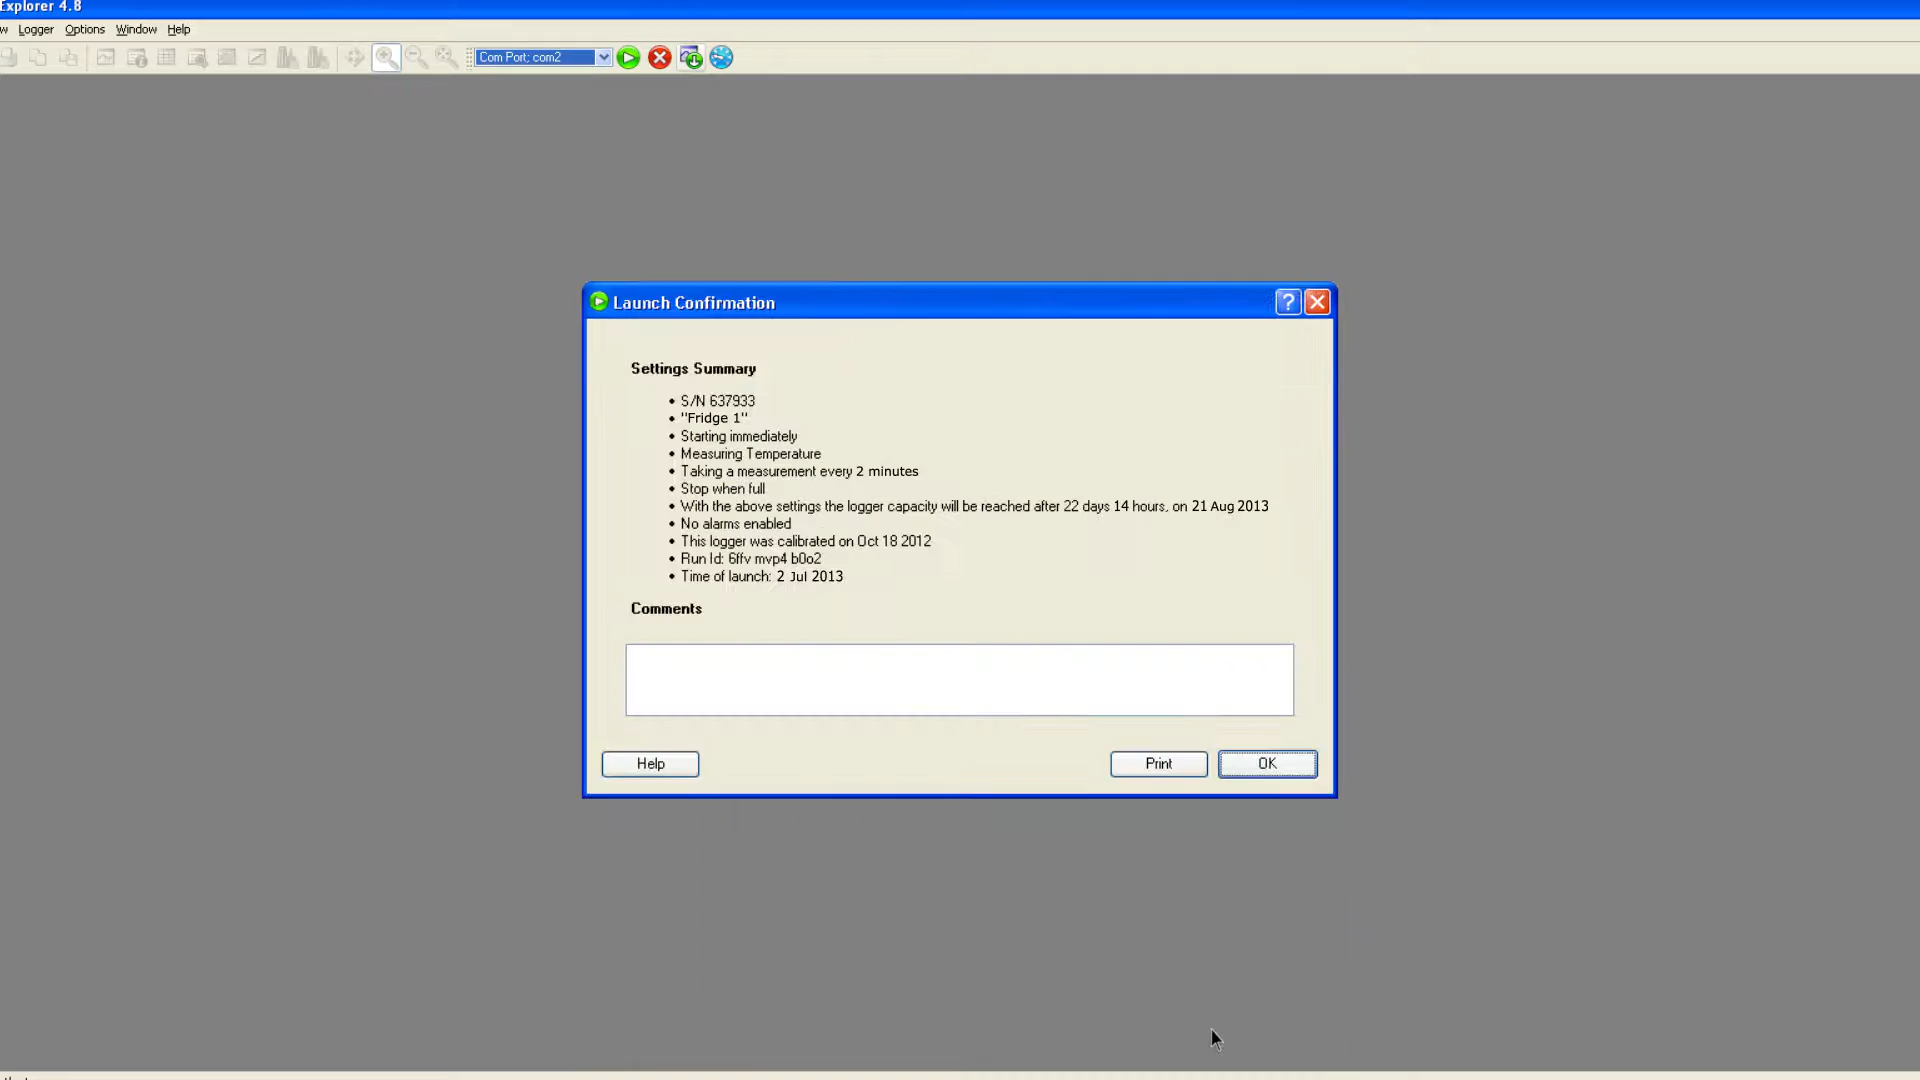 Explorer 4.8
w Logger Options Window Help
Com Port; com2
Launch Confirmation
Settings Summary
• S/N 637933
• "Fridge 1"
• Starting immediately
• Measuring Temperature
• Taking a measurement every 2 minutes
• Stop when full
• With the above settings the logger capacity will be reached after 22 days 14 hours, on 21 Aug 2013
• No alarms enabled
• This logger was calibrated on Oct 18 2012
• Run Id: 6ffv mvp4 b0o2
• Time of launch: 2 Jul 2013
Comments
Help Print OK